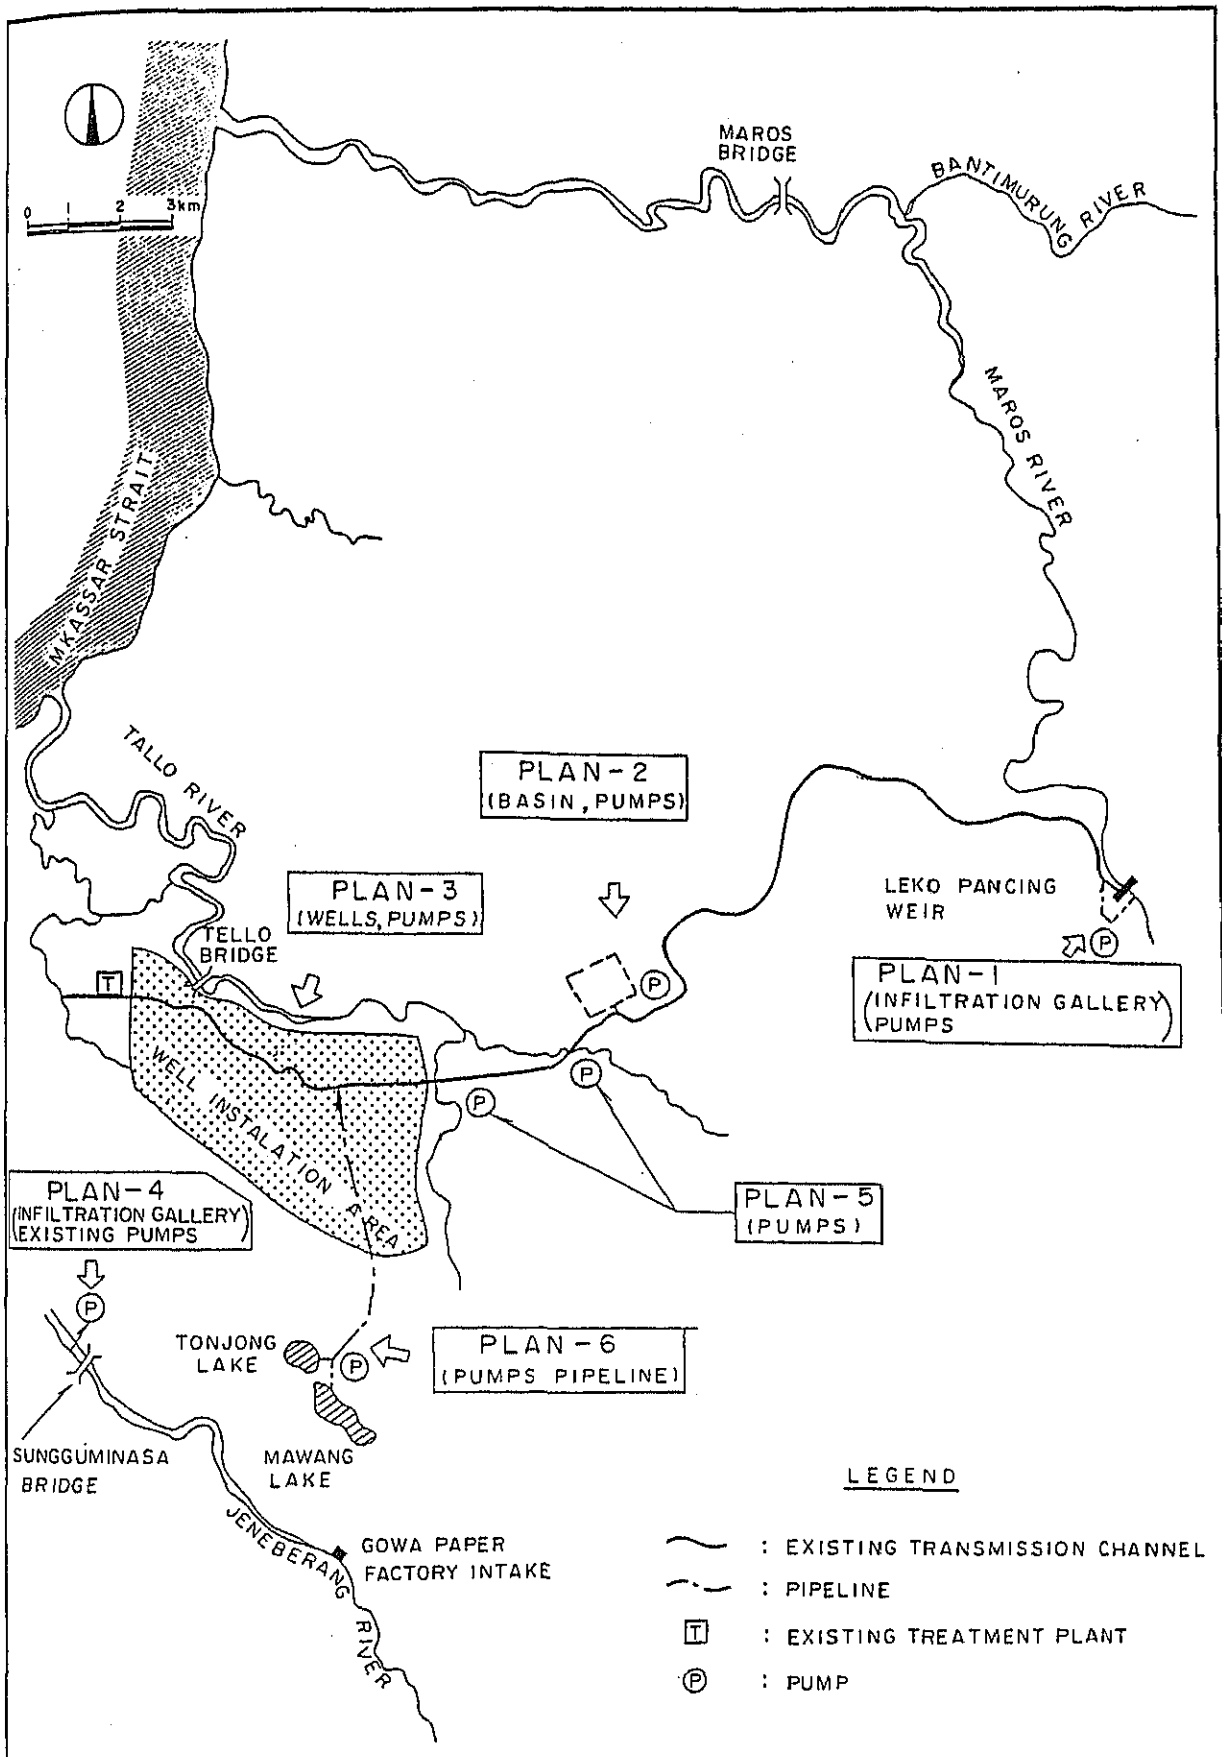 MAROS
BRIDGE
BANTIMURUNG
RIVER
0 1 2 3km
MAROS RIVER
MKASSAR STRAIT
TALLO RIVER
PLAN-2
(BASIN, PUMPS)
PLAN-3
(WELLS, PUMPS)
LEKO PANCING
WEIR
TELLO
BRIDGE
P
T
P
PLAN-1
(INFILTRATION GALLERY
PUMPS)
WELL INSTALATION AREA
P
P
PLAN-4
(INFILTRATION GALLERY
EXISTING PUMPS)
PLAN-5
(PUMPS)
P
TONJONG
LAKE
P
PLAN-6
(PUMPS PIPELINE)
SUNGGUMINASA
BRIDGE
MAWANG
LAKE
LEGEND
JENEBERANG
RIVER
GOWA PAPER
FACTORY INTAKE
: EXISTING TRANSMISSION CHANNEL
: PIPELINE
T : EXISTING TREATMENT PLANT
P : PUMP